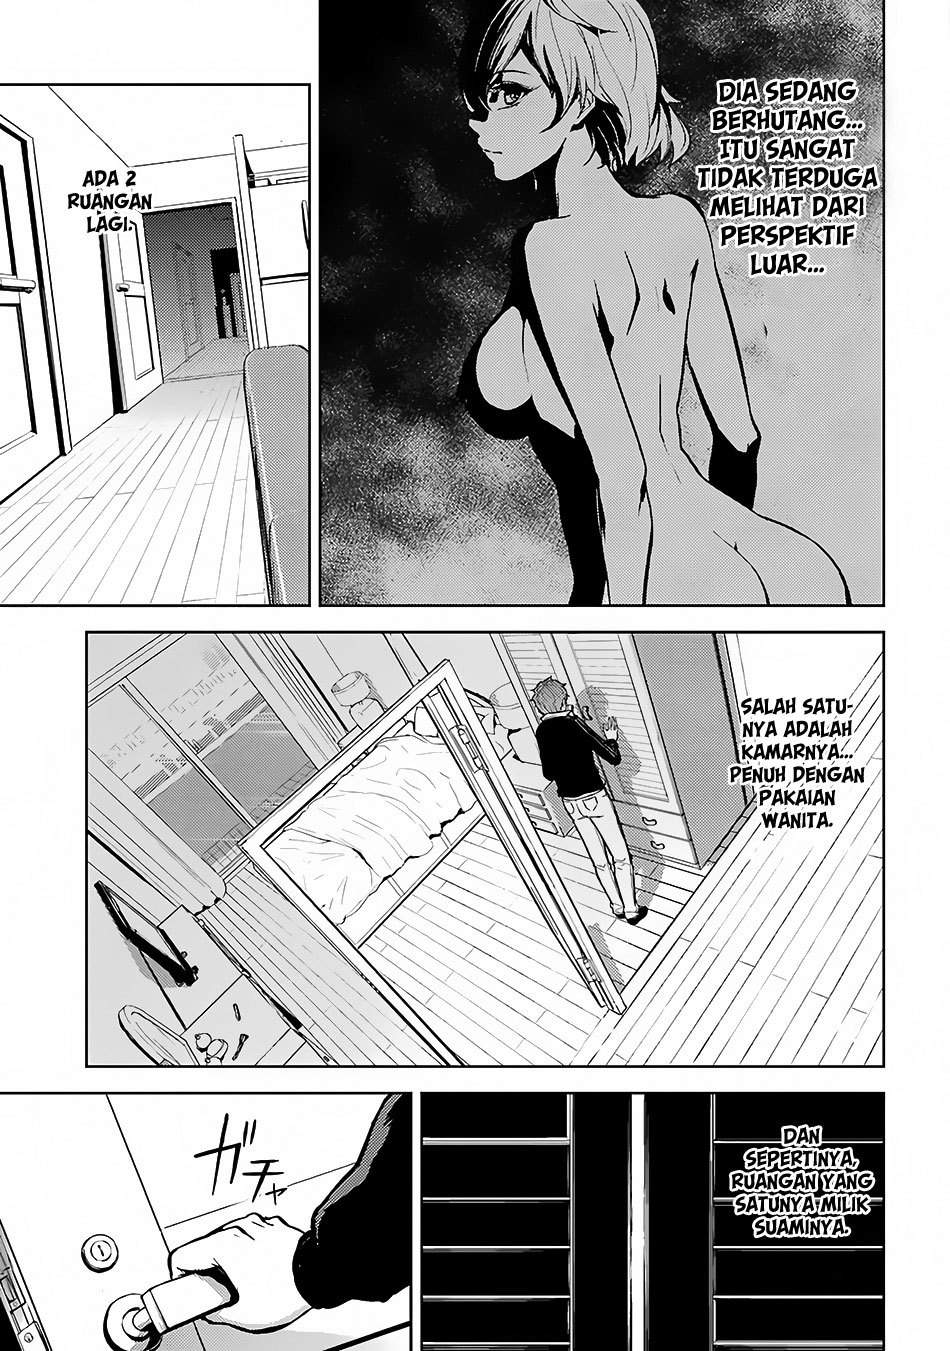 DIA SEDANG
BERHUTANG...
ITU SANGAT
TIDAK TERDUGA
MELIHAT DARI
PERSPEKTIF
LUAR...
ADA 2
RUANGAN
LAGI.
SALAH SATU-
NYA ADALAH
KAMARNYA...
PENUH DENGAN
PAKAIAN
WANITA.
DAN
SEPERTINYA,
RUANGAN YANG
SATUNYA MILIK
SUAMINYA.
ガチャ